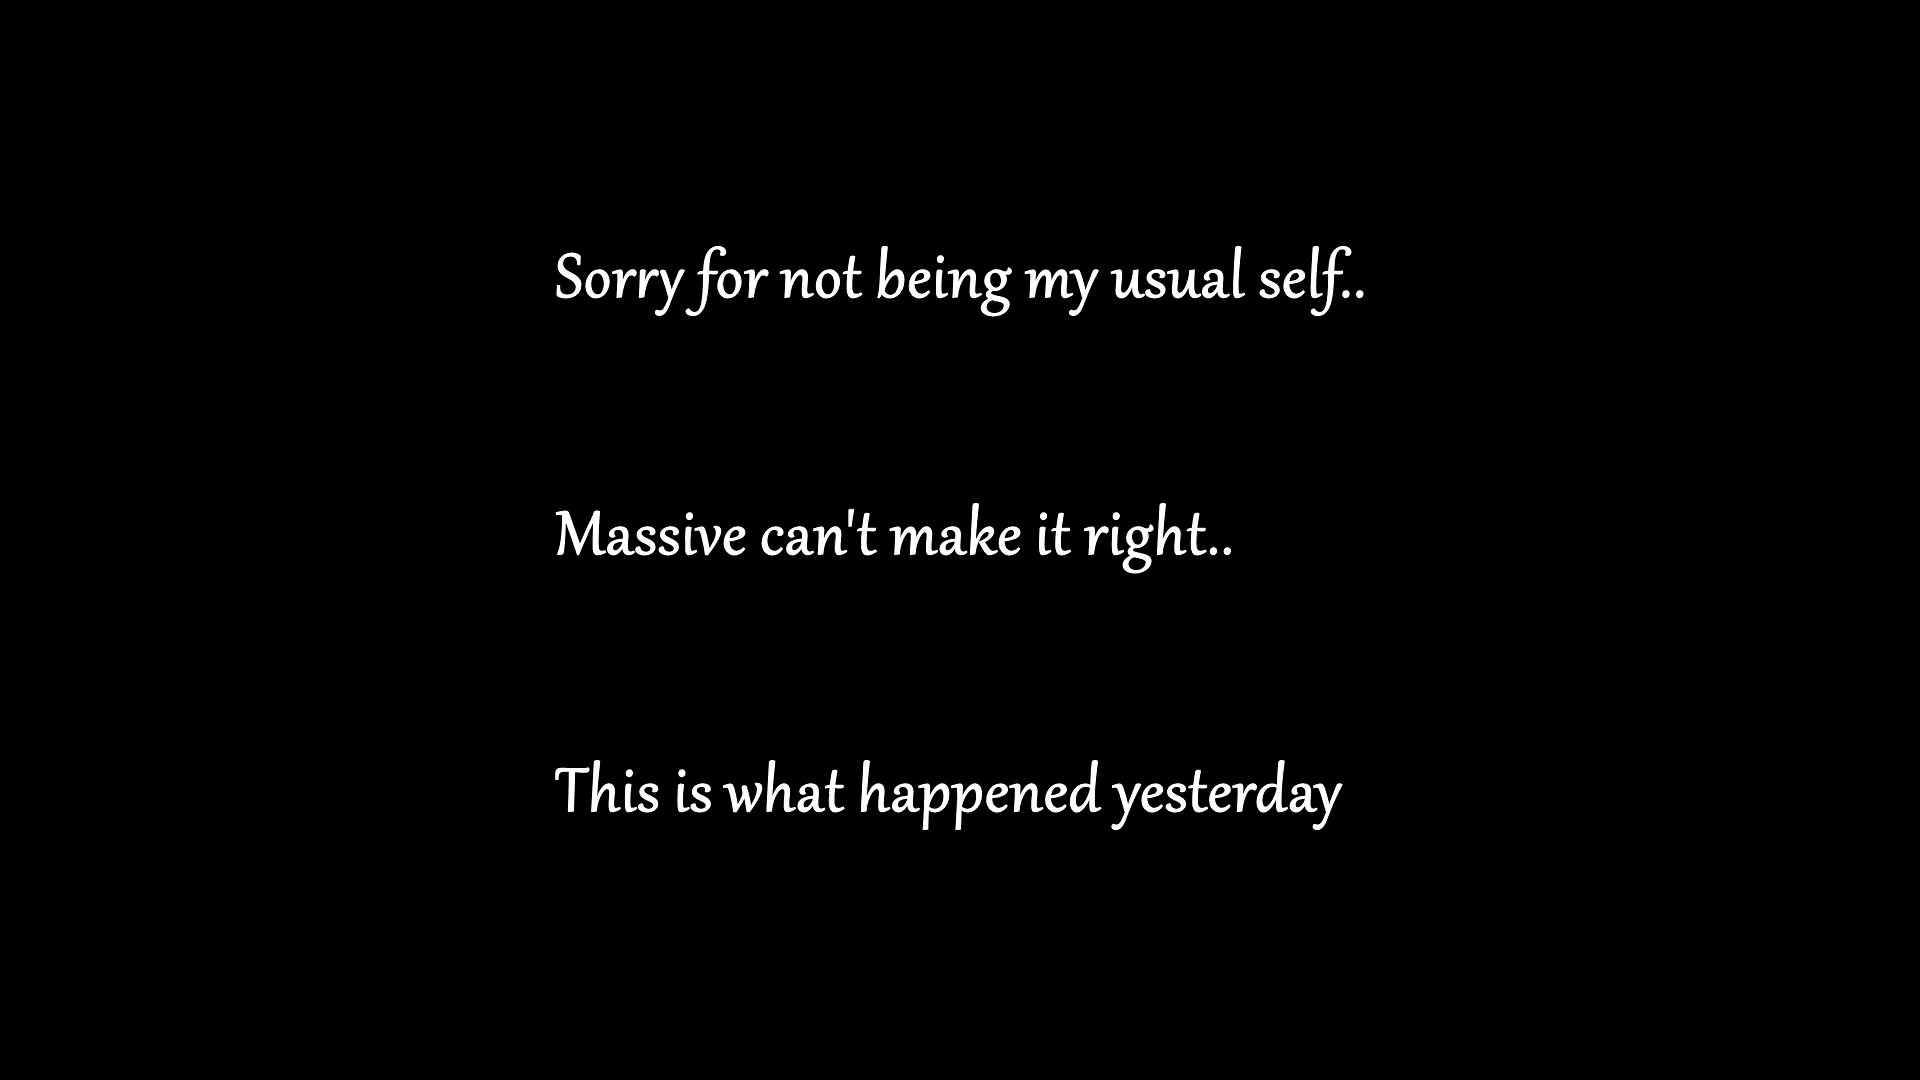 Sorry for not being my usual self..
Massive can't make it right..
This is what happened yesterday